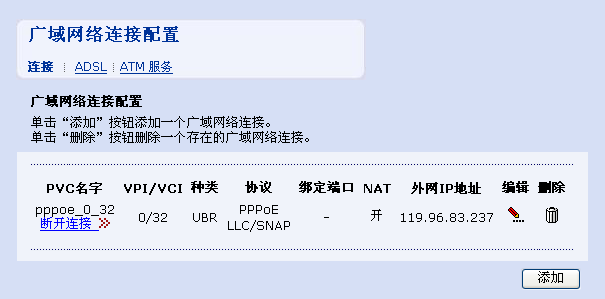 广域网络连接配置
连接 ADSL ATM 服务
广域网络连接配置
单击“添加”按钮添加一个广域网络连接。
单击“删除”按钮删除一个存在的广域网络连接。
PVC名字 VPI/VCI 种类 协议 绑定端口 NAT 外网IP地址 编辑 删除
pppoe_0_32 0/32 UBR PPPoE LLC/SNAP - 开 119.96.83.237
断开连接
添加